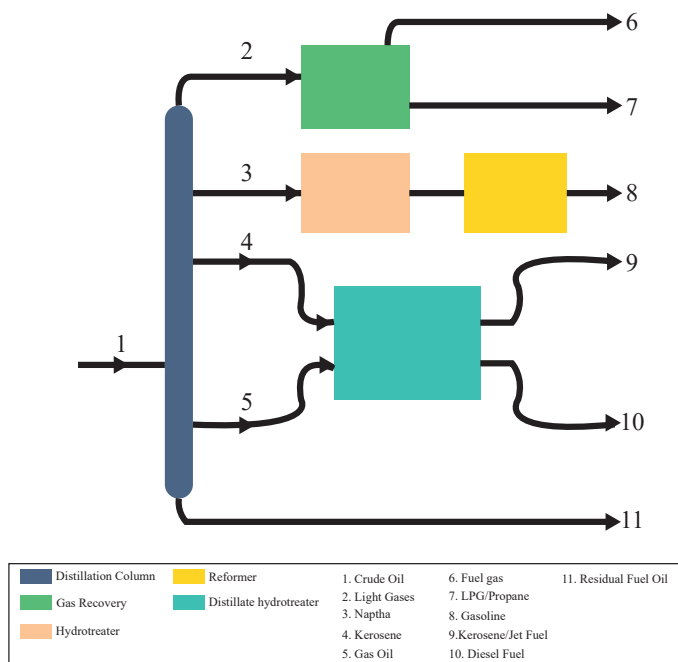 6
2
7
3
8
4
9
1
5
10
11
Distillation Column
Gas Recovery
Hydrotreater
Reformer
Distillate hydrotreater
1. Crude Oil
2. Light Gases
3. Naptha
4. Kerosene
5. Gas Oil
6. Fuel gas
7. LPG/Propane
8. Gasoline
9.Kerosene/Jet Fuel
10. Diesel Fuel
11. Residual Fuel Oil